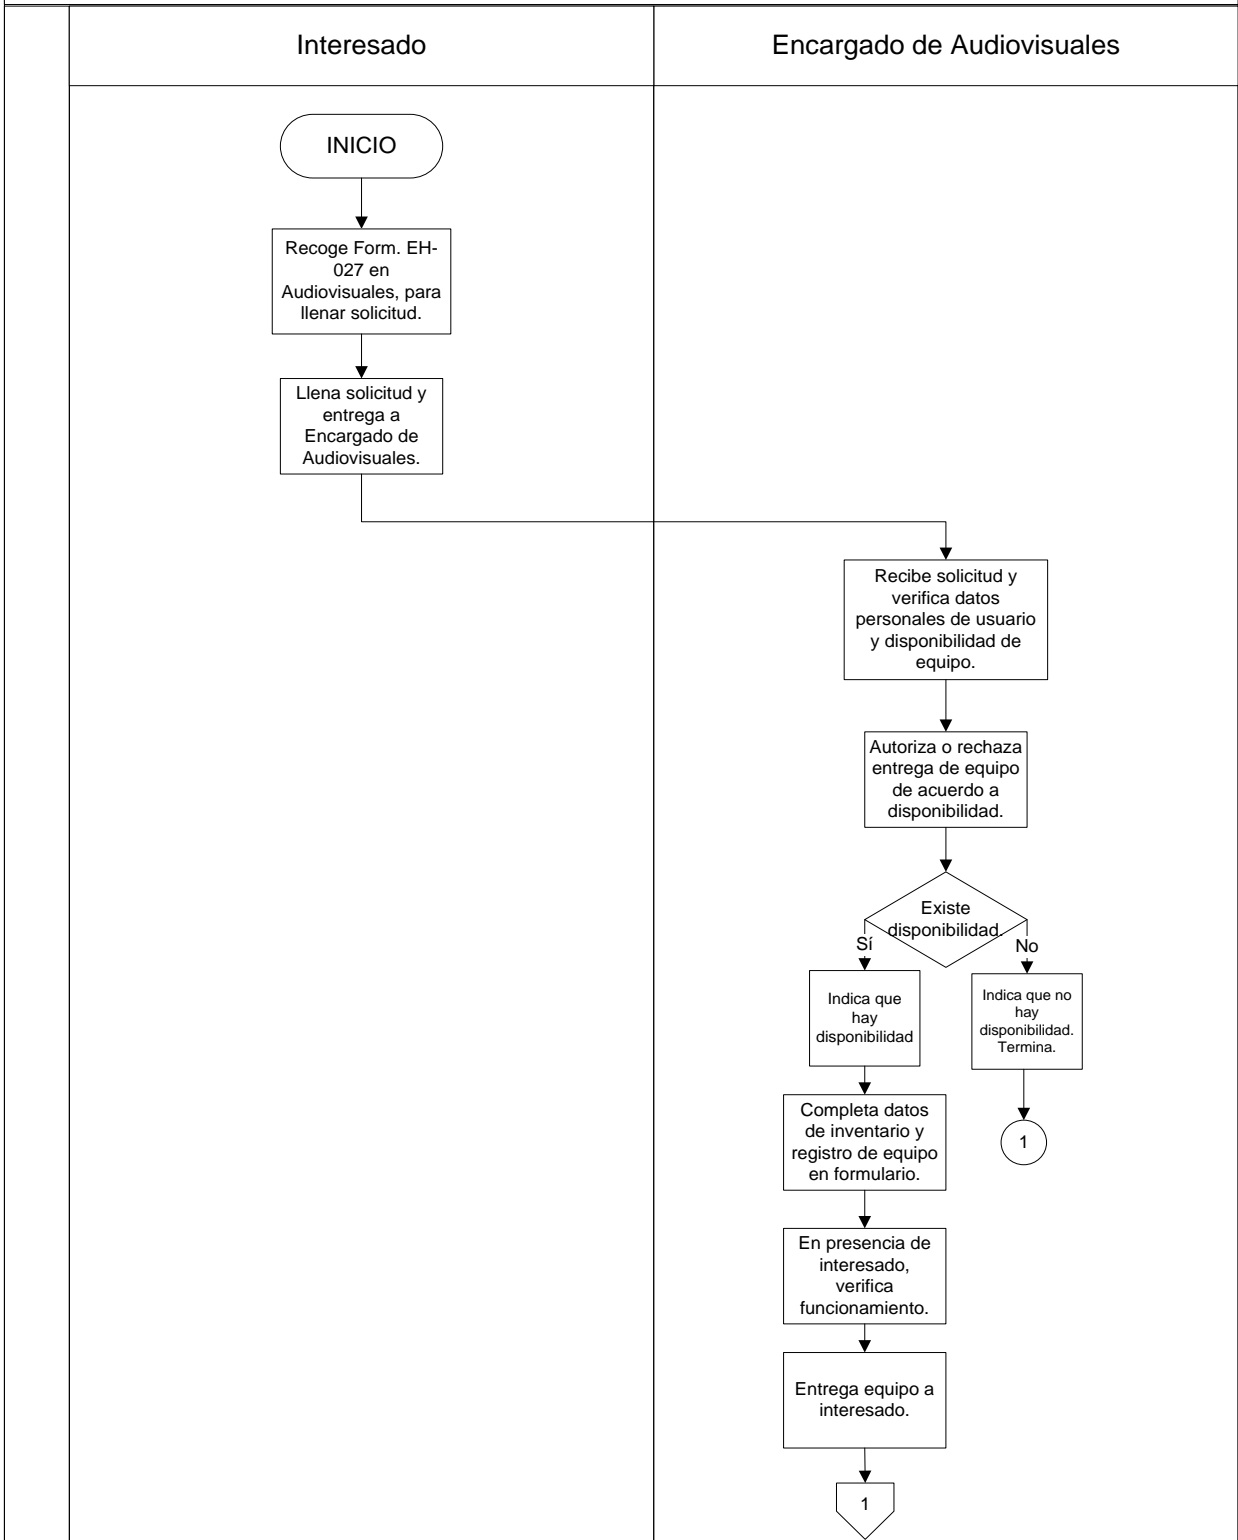 Interesado
Encargado de Audiovisuales
INICIO
Recoge Form. EH-
027 en
Audiovisuales, para
llenar solicitud.
Llena solicitud y
entrega a
Encargado de
Audiovisuales.
Recibe solicitud y
verifica datos
personales de usuario
y disponibilidad de
equipo.
Autoriza o rechaza
entrega de equipo
de acuerdo a
disponibilidad.
Existe
disponibilidad.
Sí
No
Indica que
hay
disponibilidad
Indica que no
hay
disponibilidad.
Termina.
Completa datos
de inventario y
registro de equipo
en formulario.
1
En presencia de
interesado,
verifica
funcionamiento.
Entrega equipo a
interesado.
1